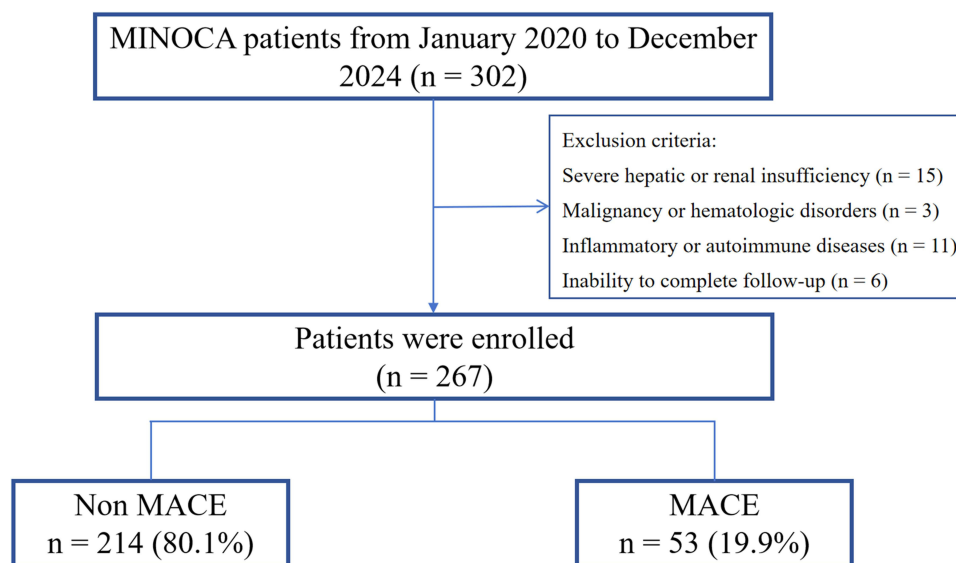 MINOCA patients from January 2020 to December
2024 (n = 302)
Exclusion criteria:
Severe hepatic or renal insufficiency (n = 15)
Malignancy or hematologic disorders (n = 3)
Inflammatory or autoimmune diseases (n = 11)
Inability to complete follow-up (n = 6)
Patients were enrolled
(n = 267)
Non MACE
n = 214 (80.1%)
MACE
n = 53 (19.9%)